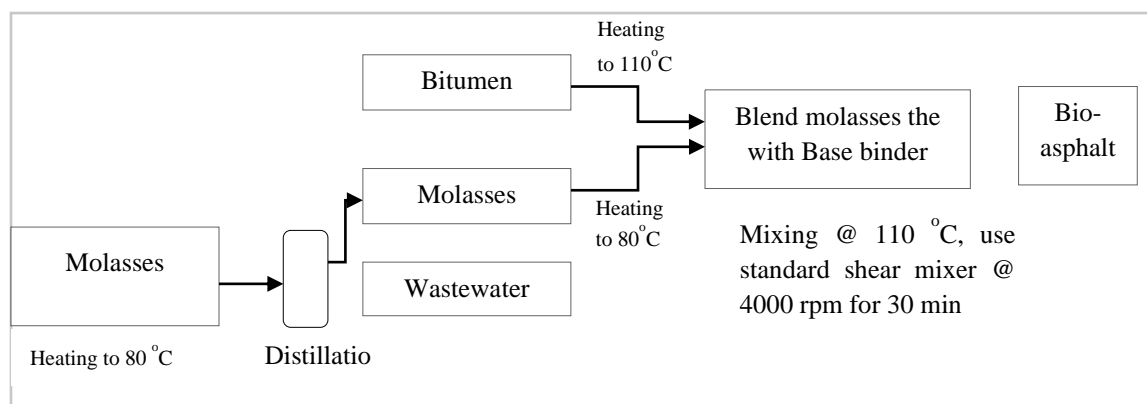 Heating
to 110°C
Bitumen
Blend molasses the
with Base binder
Bio-
asphalt
Molasses
Heating
to 80°C
Molasses
Wastewater
Mixing @ 110 °C, use
standard shear mixer @
4000 rpm for 30 min
Heating to 80 °C
Distillatio